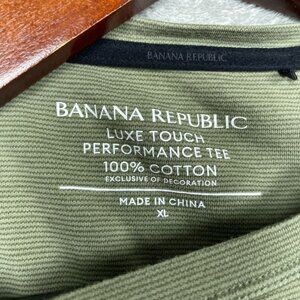 BANANA REPUBLIC
BANANA REPUBLIC
LUXE TOUCH
PERFORMANCE TEE
100% COTTON
EXCLUSIVE OF DECORATION
MADE IN CHINA
XL